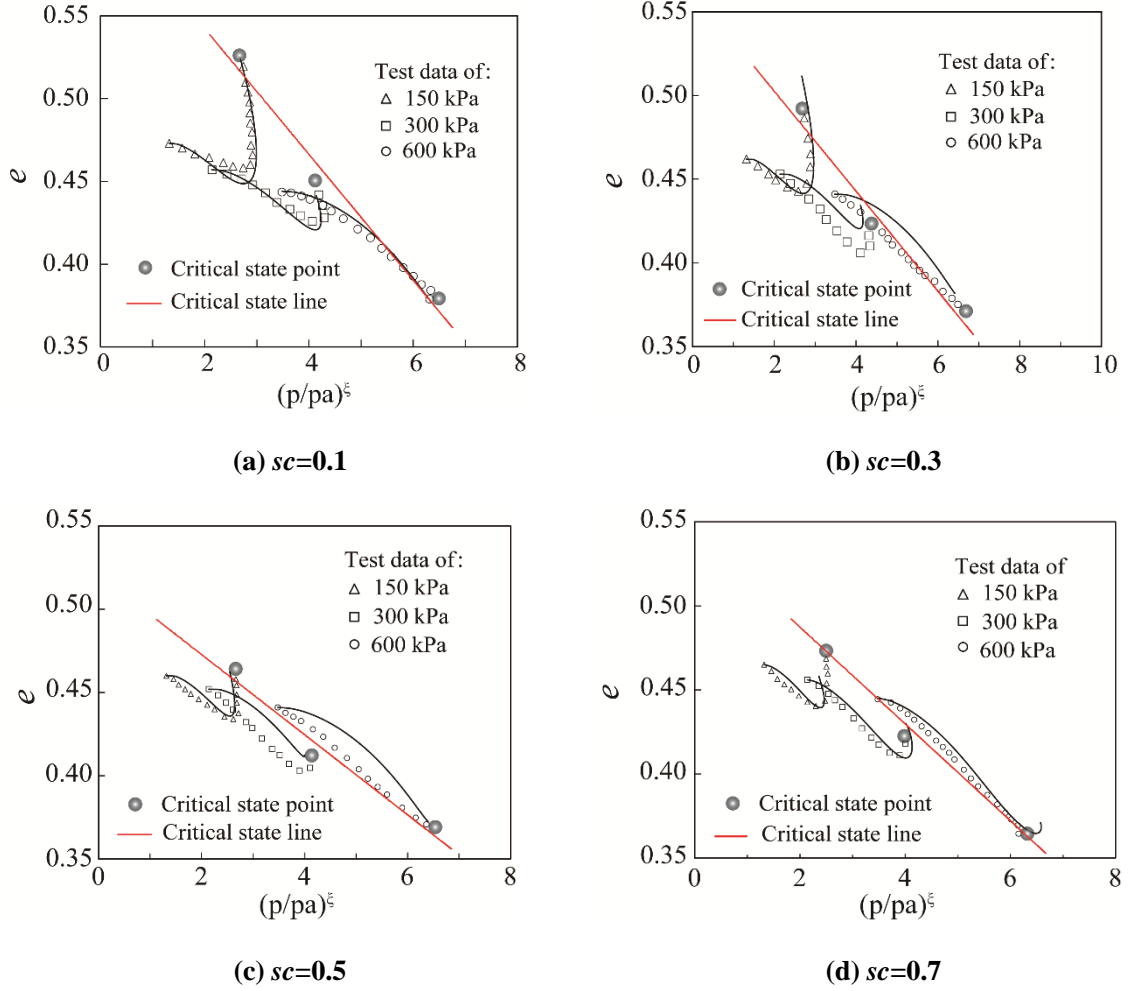 0.55
0.50
0.45
0.40
0.35
e
0
2
4
6
8
(p/pa)ξ
Test data of:
150 kPa
300 kPa
600 kPa
Critical state point
Critical state line
(a) sc=0.1
0.55
0.50
0.45
0.40
0.35
e
0
2
4
6
8
10
(p/pa)ξ
Test data of:
150 kPa
300 kPa
600 kPa
Critical state point
Critical state line
(b) sc=0.3
0.55
0.50
0.45
0.40
0.35
e
0
2
4
6
8
(p/pa)ξ
Test data of:
150 kPa
300 kPa
600 kPa
Critical state point
Critical state line
(c) sc=0.5
0.55
0.50
0.45
0.40
0.35
e
0
2
4
6
8
(p/pa)ξ
Test data of
150 kPa
300 kPa
600 kPa
Critical state point
Critical state line
(d) sc=0.7